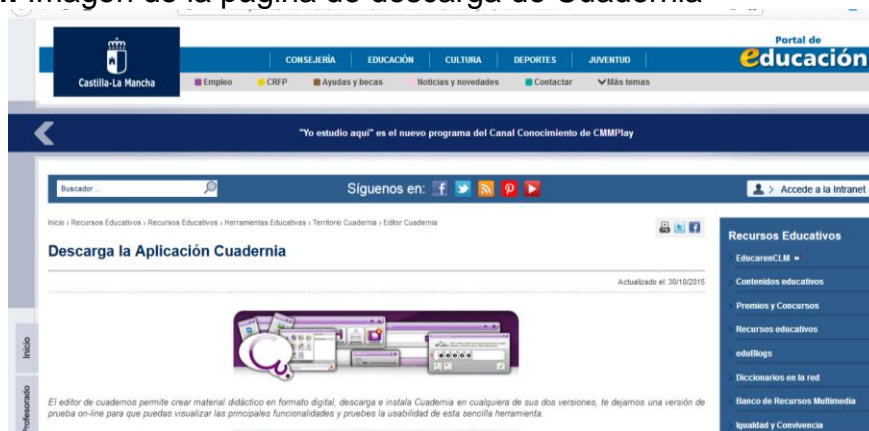 Imagen de la página de descarga de Cuadernia
Portal de
educación
CONSEJERÍA EDUCACIÓN CULTURA DEPORTES JUVENTUD
Castilla-La Mancha
Empleo CRFP Ayudas y becas Noticias y novedades Contactar Más temas
"Yo estudio aquí" es el nuevo programa del Canal Conocimiento de CMMPlay
Buscador ...
Síguenos en:
Accede a la Intranet
Inicio › Recursos Educativos › Recursos Educativos › Herramientas Educativas › Territorio Cuadernia › Editor Cuadernia
Descarga la Aplicación Cuadernia
Actualizado el: 30/10/2015
El editor de cuadernos permite crear material didáctico en formato digital, descarga e instala Cuadernia en cualquiera de sus dos versiones, te dejamos una versión de
prueba on-line para que puedas visualizar las principales funcionalidades y pruebes la usabilidad de esta sencilla herramienta.
Recursos Educativos
EducarenCLM
Contenidos educativos
Premios y Concursos
Recursos educativos
eduBlogs
Diccionarios en la red
Banco de Recursos Multimedia
Igualdad y Convivencia
Inicio
Profesorado